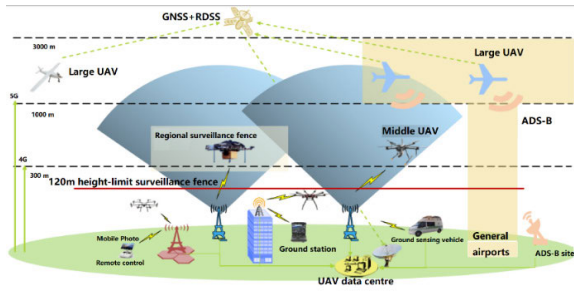 GNSS+RDSS
3000 m
Large UAV
Large UAV
5G
1000 m
ADS-B
Regional surveillance fence
Middle UAV
4G
300 m
120m height-limit surveillance fence
Mobile Photo
Remote control
Ground station
Ground sensing vehicle
General
airports
ADS-B site
UAV data centre